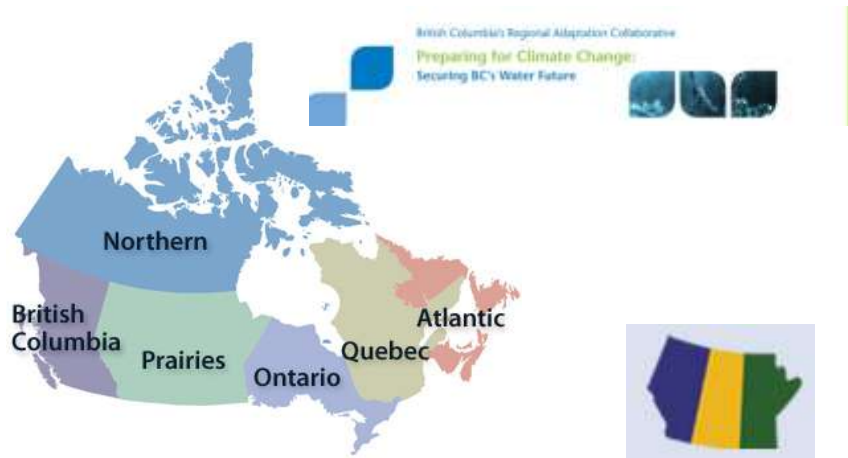 British Columbia's Regional Adaptation Collaborative
Preparing for Climate Change:
Securing BC's Water Future
Northern
British
Columbia
Prairies
Ontario
Quebec
Atlantic